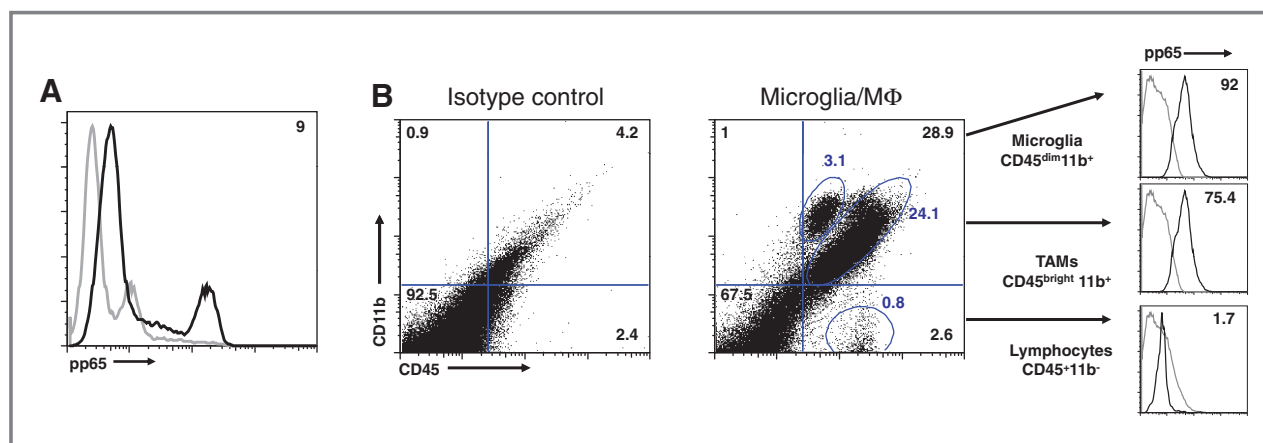 A
9
pp65
B
Isotype control
0.9
4.2
92.5
2.4
CD11b
CD45
Microglia/MΦ
1
28.9
3.1
24.1
67.5
0.8
2.6
Microglia
CD45dim11b+
TAMs
CD45bright 11b+
Lymphocytes
CD45+11b-
pp65
92
75.4
1.7